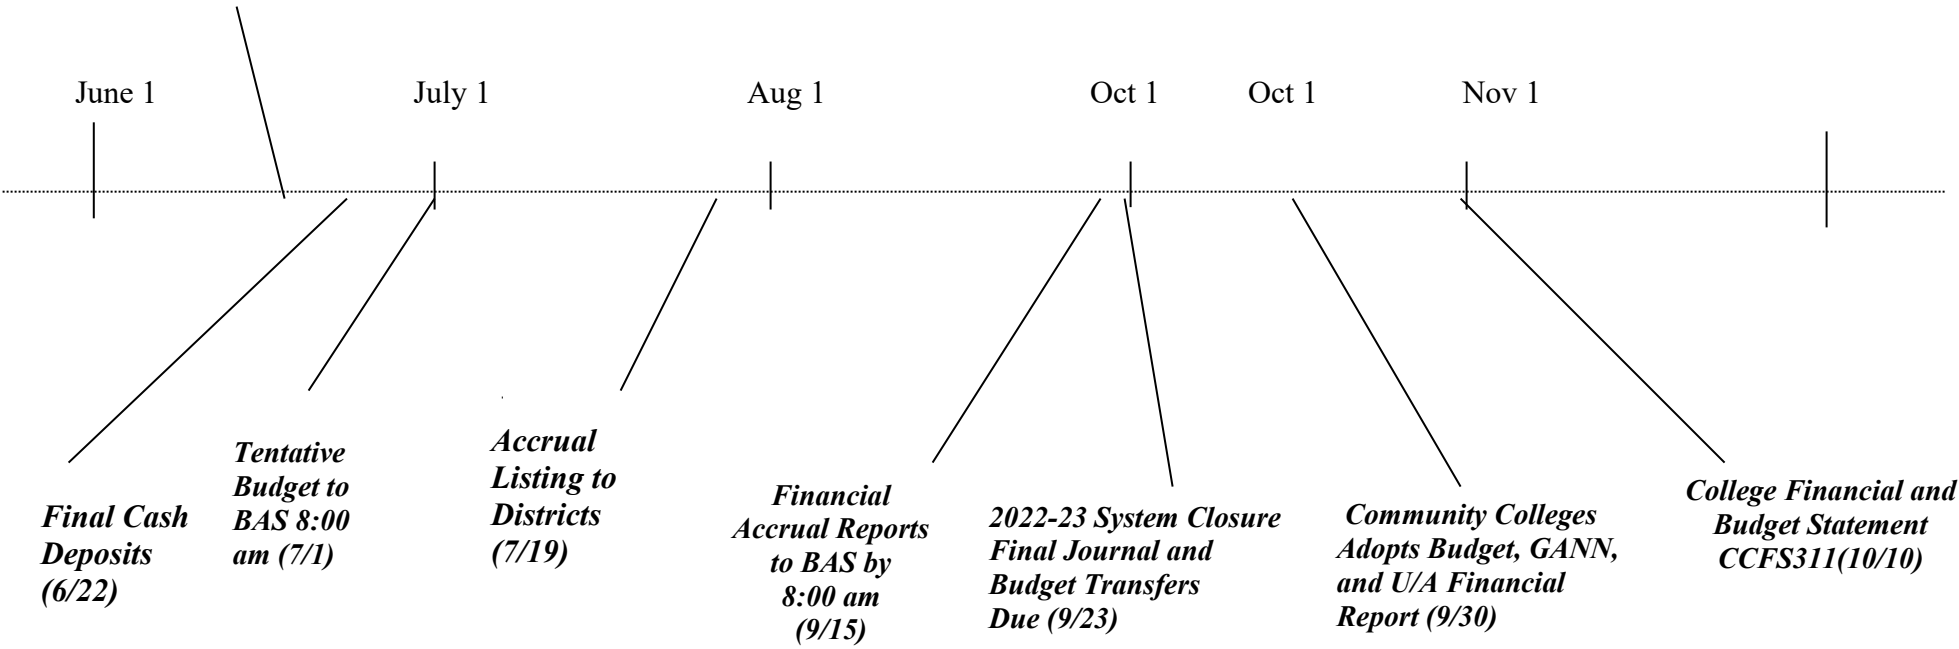 June 1
July 1
Aug 1
Oct 1
Oct 1
Nov 1
Final Cash
Deposits
(6/22)
Tentative
Budget to
BAS 8:00
am (7/1)
Accrual
Listing to
Districts
(7/19)
Financial
Accrual Reports
to BAS by
8:00 am
(9/15)
2022-23 System Closure
Final Journal and
Budget Transfers
Due (9/23)
Community Colleges
Adopts Budget, GANN,
and U/A Financial
Report (9/30)
College Financial and
Budget Statement
CCFS311(10/10)